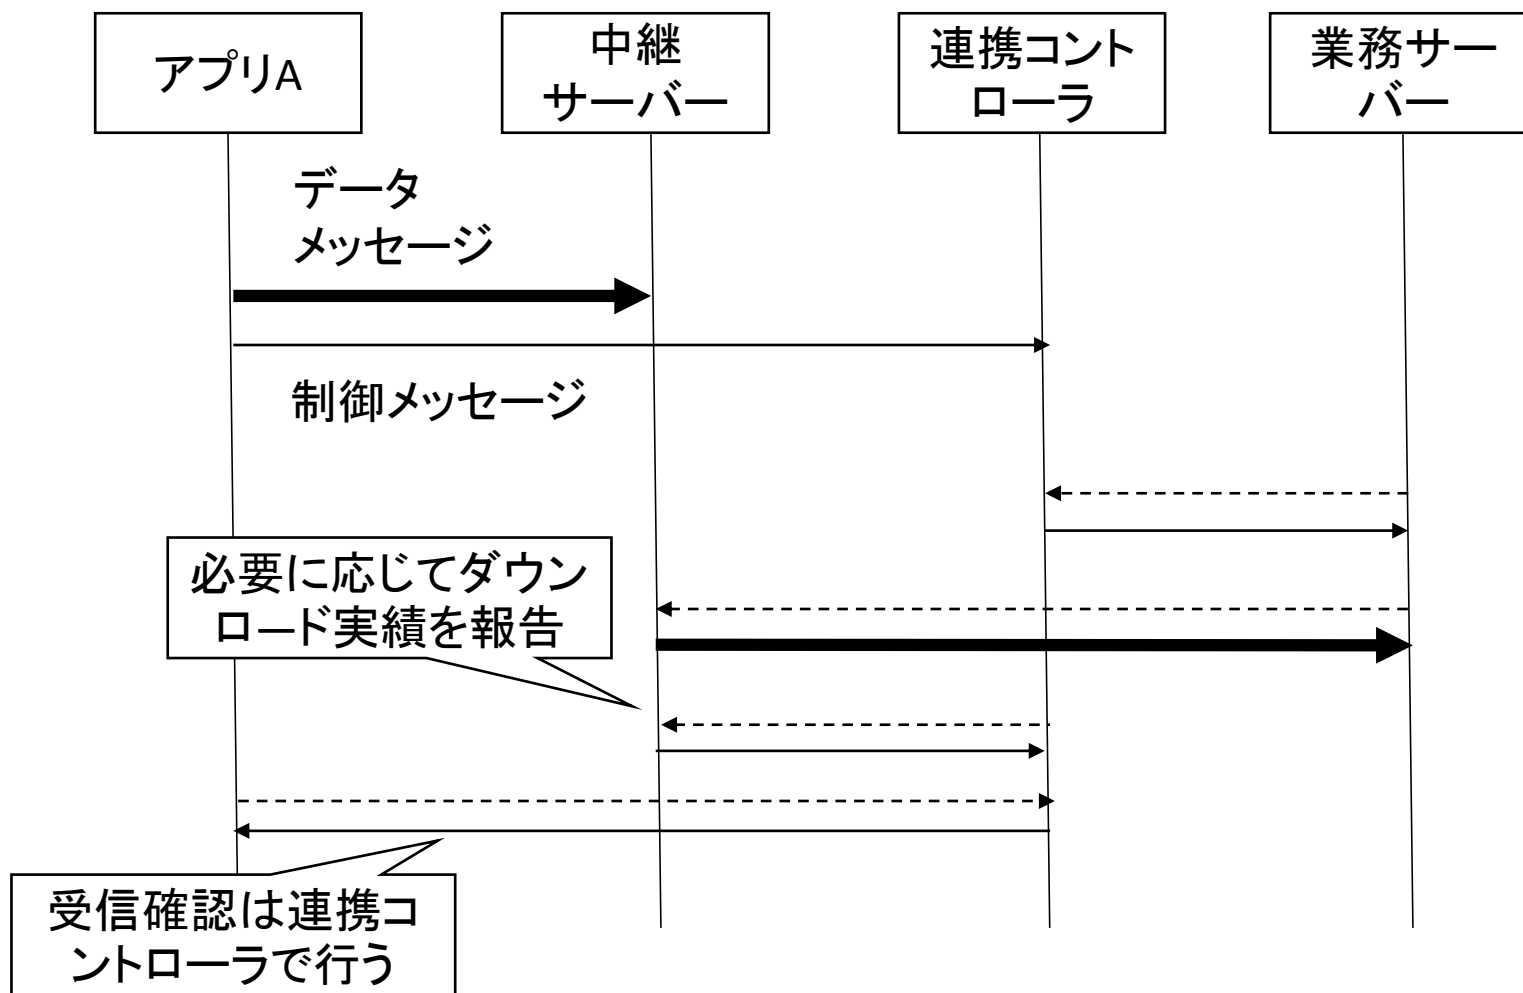 アプリA
中継
サーバー
連携コント
ローラ
業務サー
バー
データ
メッセージ
制御メッセージ
必要に応じてダウン
ロード実績を報告
受信確認は連携コ
ントローラで行う